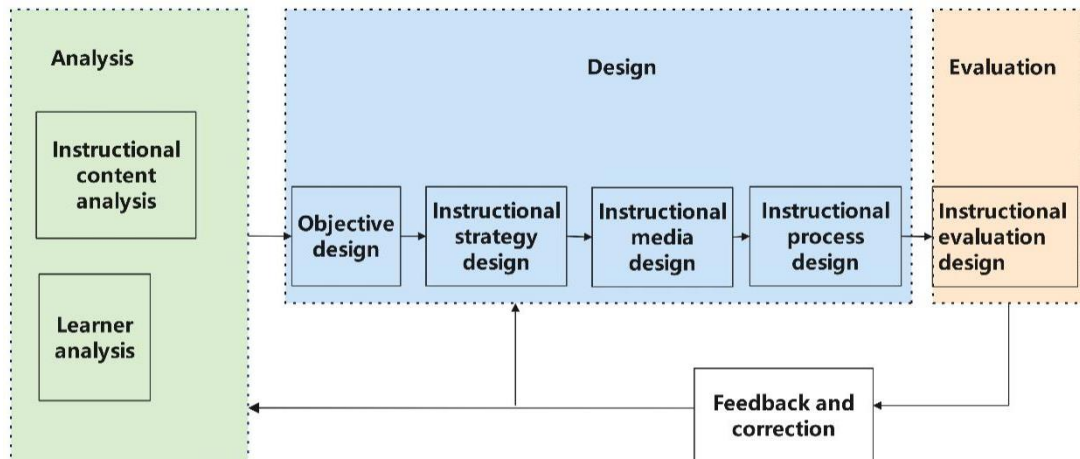 Analysis
Instructional
content
analysis
Learner
analysis
Design
Objective
design
Instructional
strategy
design
Instructional
media
design
Instructional
process
design
Evaluation
Instructional
evaluation
design
Feedback and
correction